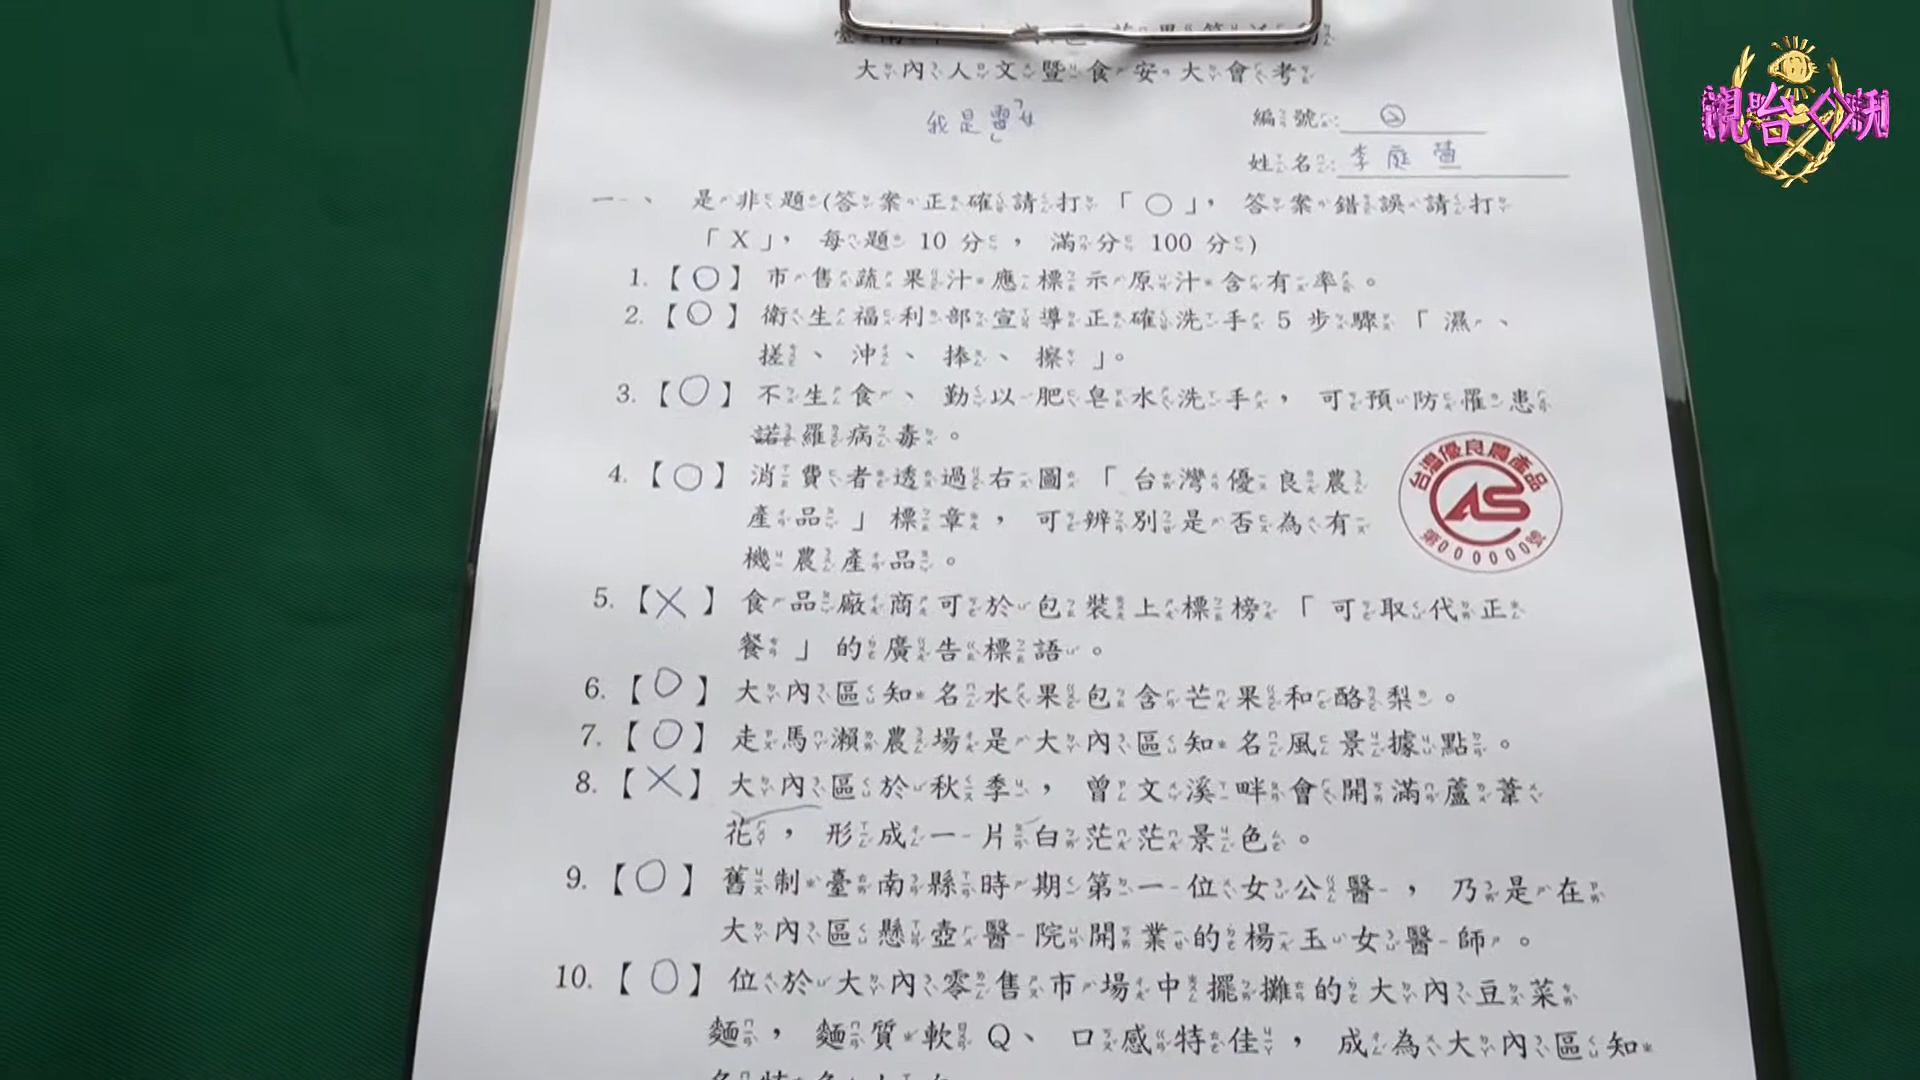 大內人文暨食安大會考
我是
編號：②
姓名：李庭萱
一、是非題(答案正確請打「○」，答案錯誤請打
「X」，每題10分，滿分100分)
1.【○】市售蔬果汁應標示原汁含有率。
2.【○】衛生福利部宣導正確洗手5步驟「濕、
搓、沖、捧、擦」。
3.【○】不生食、勤以肥皂水洗手，可預防罹患
諾羅病毒。
4.【○】消費者透過右圖「台灣優良農
產品」標章，可辨別是否為有
機農產品。
台灣優良農產品
CAS
第000000號
5.【X】食品廠商可於包裝上標榜「可取代正
餐」的廣告標語。
6.【○】大內區知名水果包含芒果和酪梨。
7.【○】走馬瀨農場是大內區知名風景據點。
8.【X】大內區於秋季，曾文溪畔會開滿蘆葦
花，形成一片白茫茫景色。
9.【○】舊制臺南縣時期第一位女公醫，乃是在
大內區懸壺醫院開業的楊玉女醫師。
10.【○】位於大內零售市場中擺攤的大內豆菜
麵，麵質軟Q、口感特佳，成為大內區知